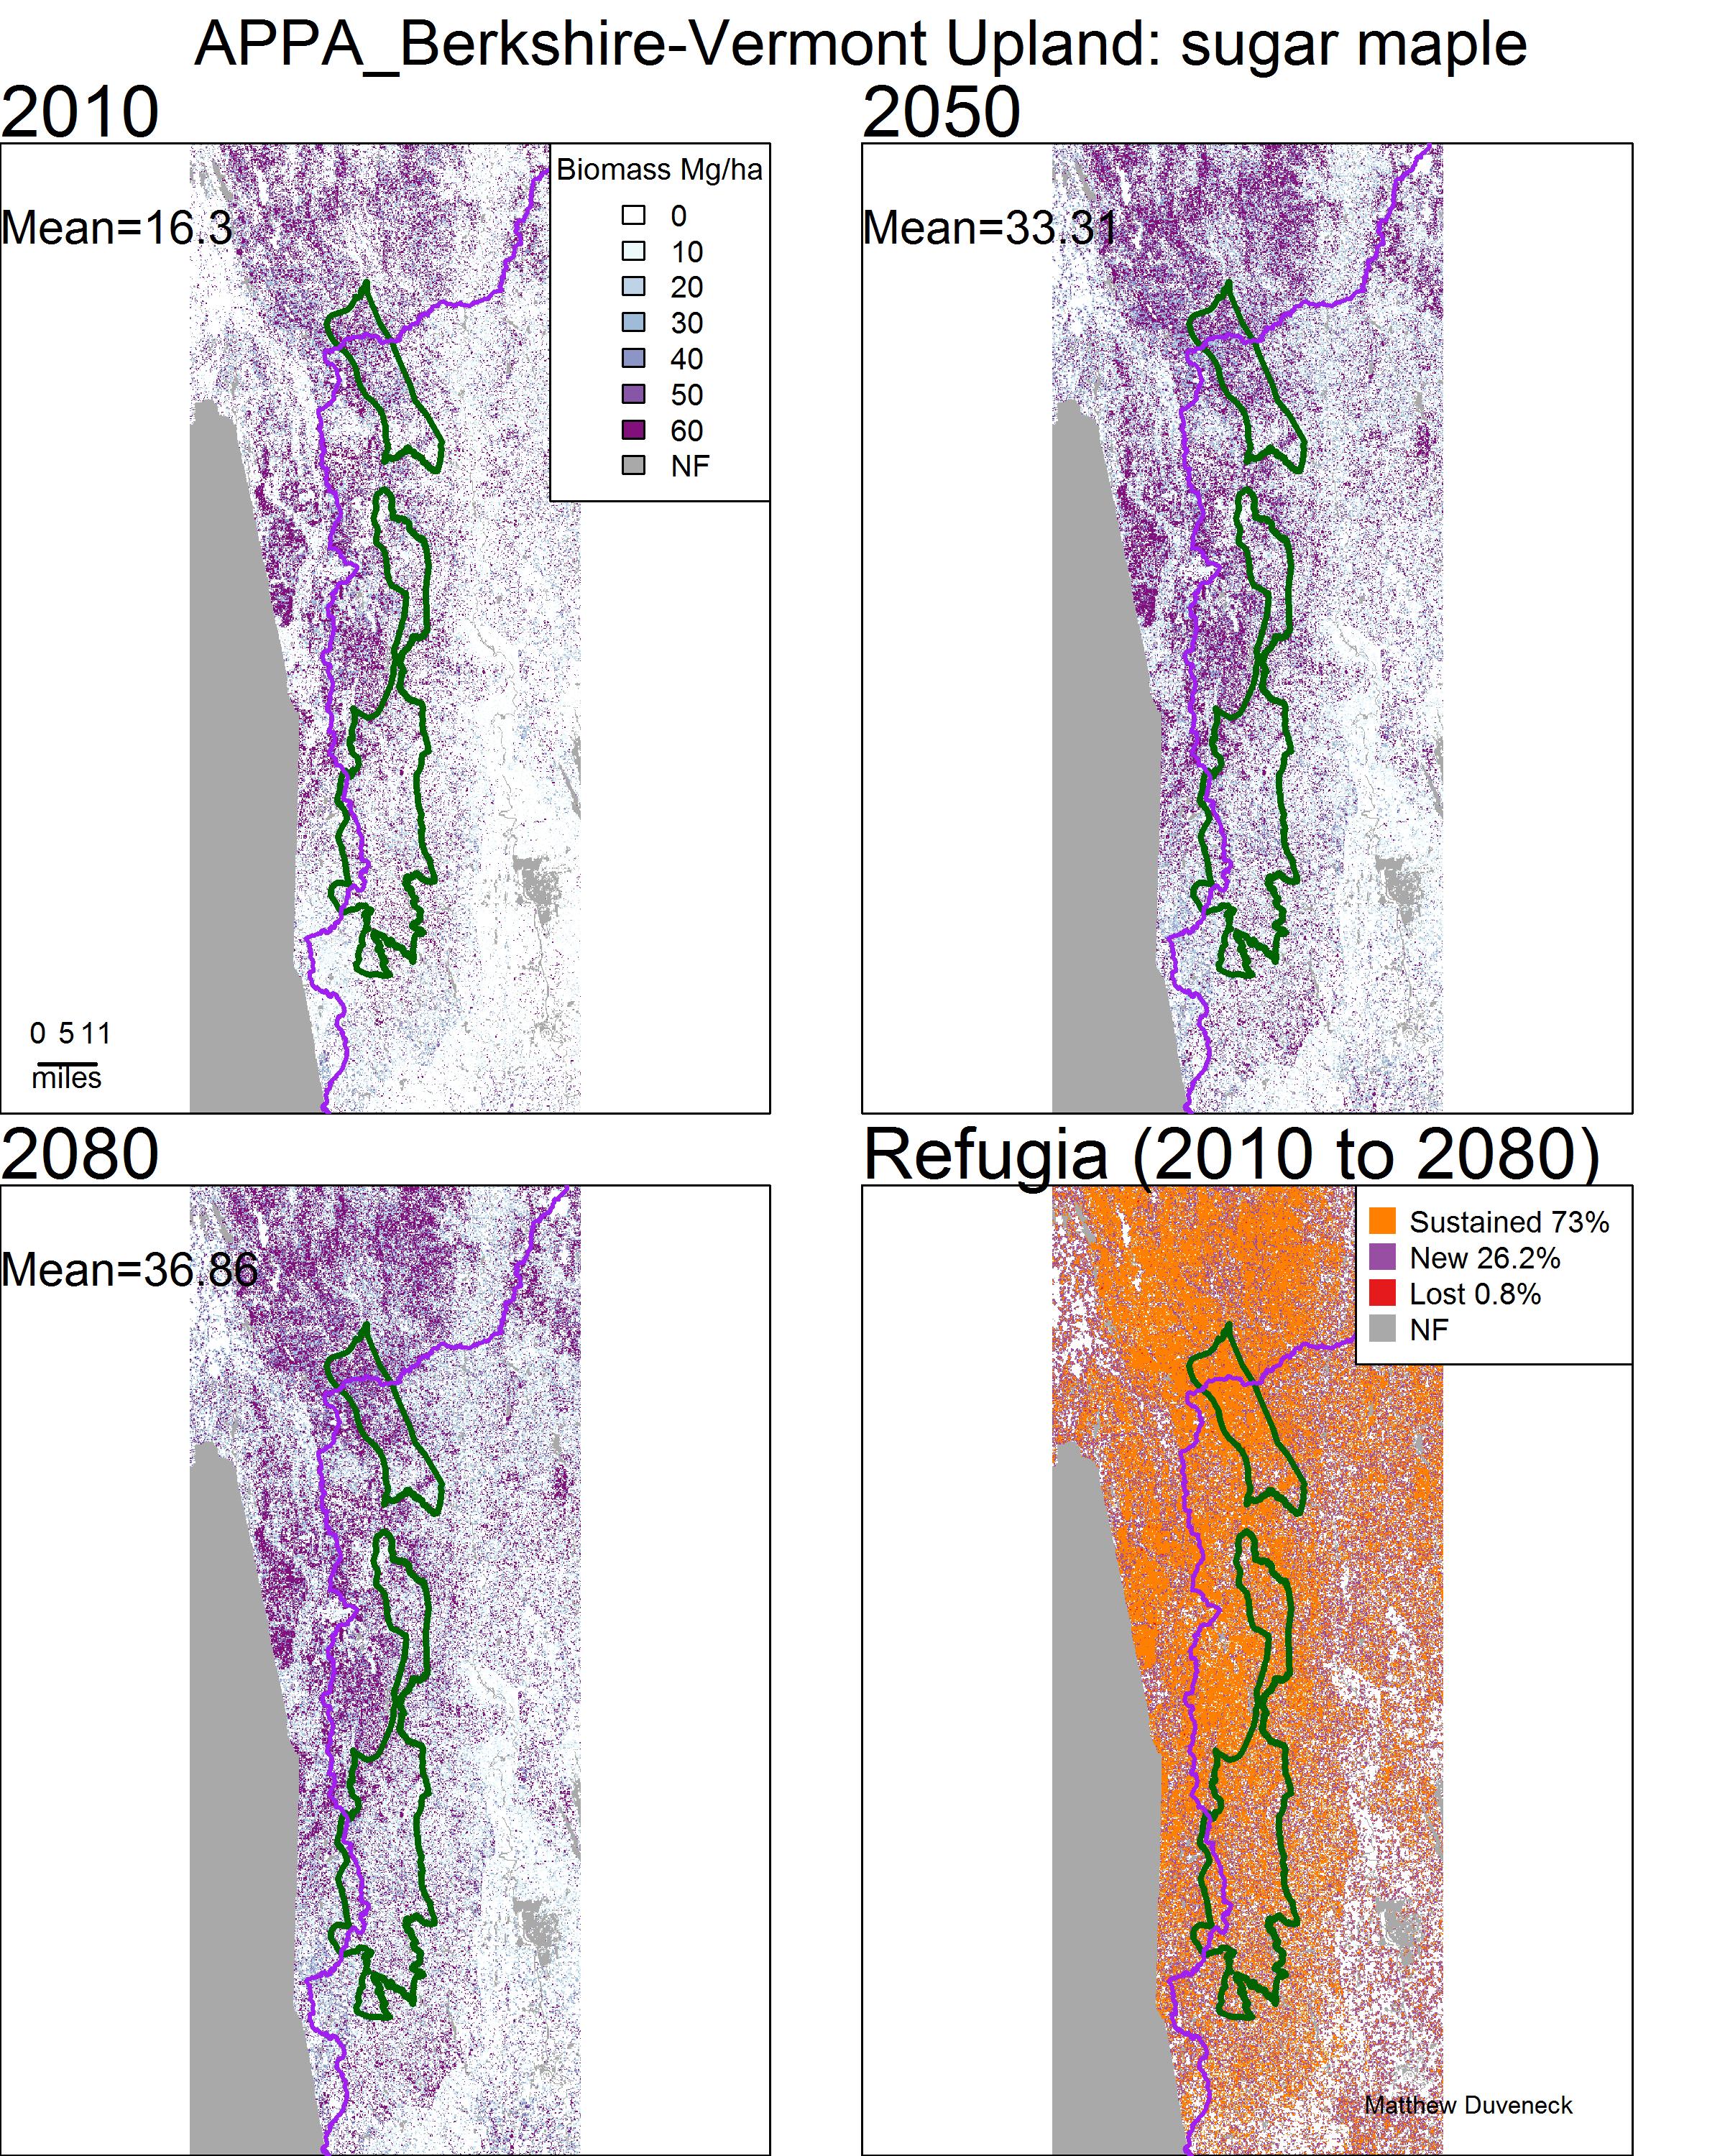 APPA_Berkshire-Vermont Upland: sugar maple
2010
Mean=16.3
Biomass Mg/ha
0
10
20
30
40
50
60
NF
0 5 11
miles
2050
Mean=33.31
2080
Mean=36.86
Refugia (2010 to 2080)
Sustained 73%
New 26.2%
Lost 0.8%
NF
Matthew Duveneck